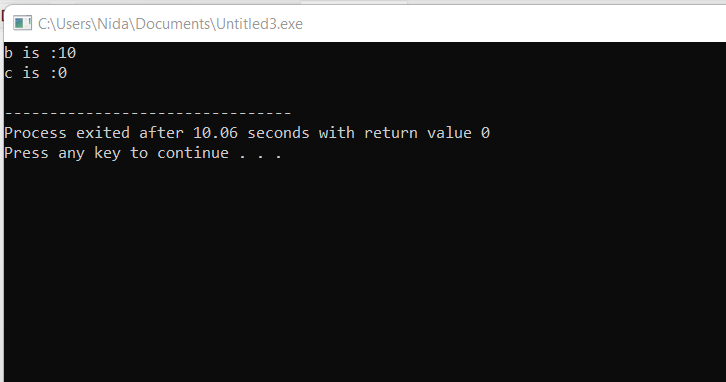 C:\Users\Nida\Documents\Untitled3.exe
b is :10
c is :0
--------------------------------
Process exited after 10.06 seconds with return value 0
Press any key to continue . . .